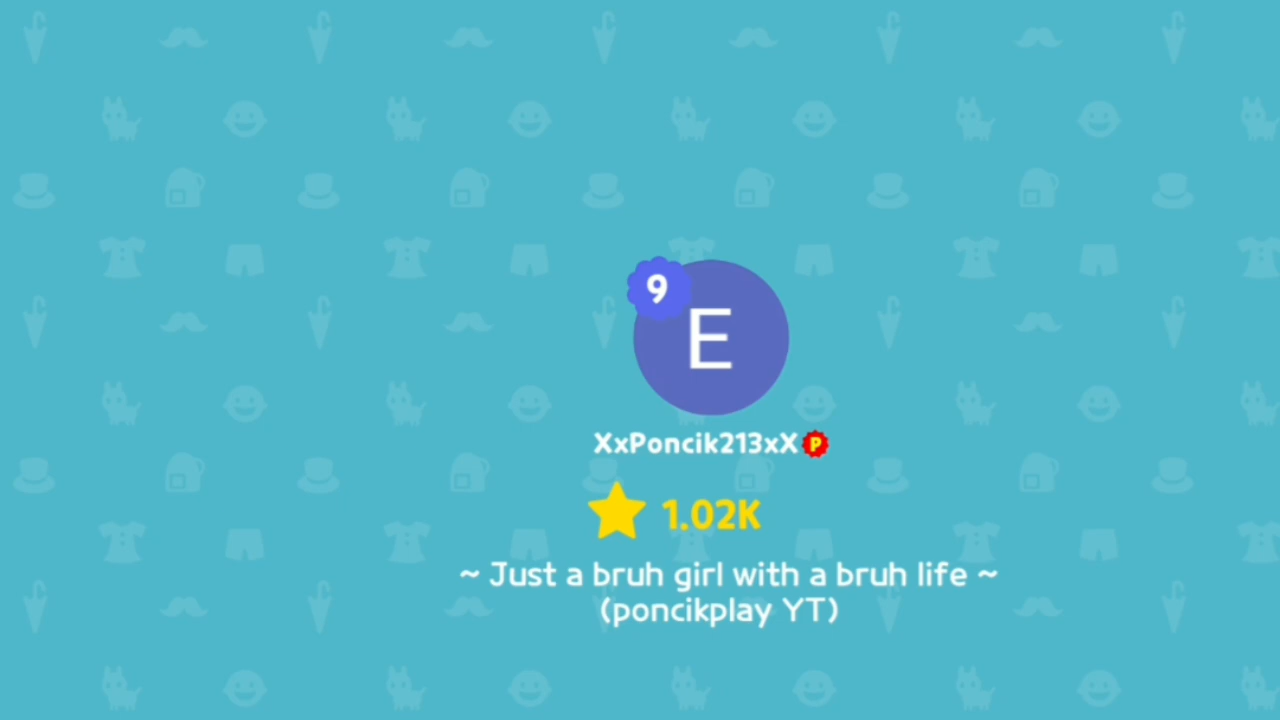 9
E
XxPoncik213xX P
1.02K
~ Just a bruh girl with a bruh life ~
(poncikplay YT)